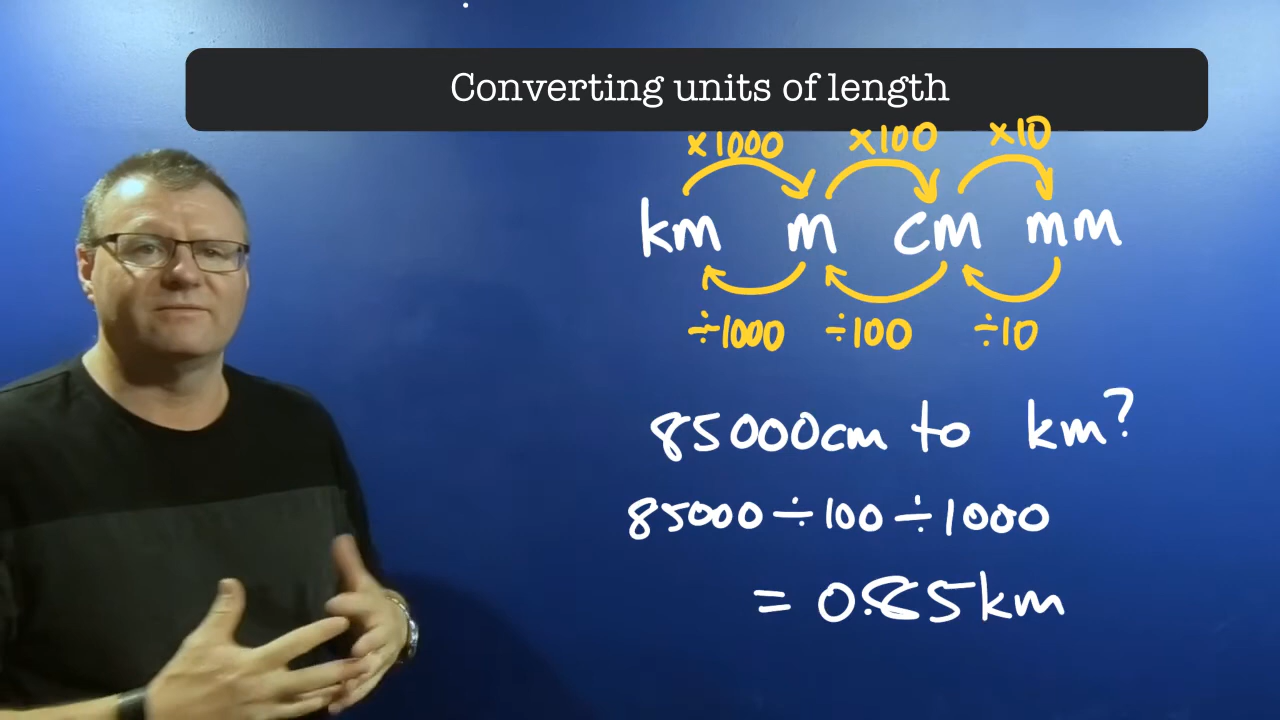 Converting units of length
×1000 ×100 ×10
km m cm mm
÷1000 ÷100 ÷10
85000cm to km?
85000÷100÷1000
= 0.85km